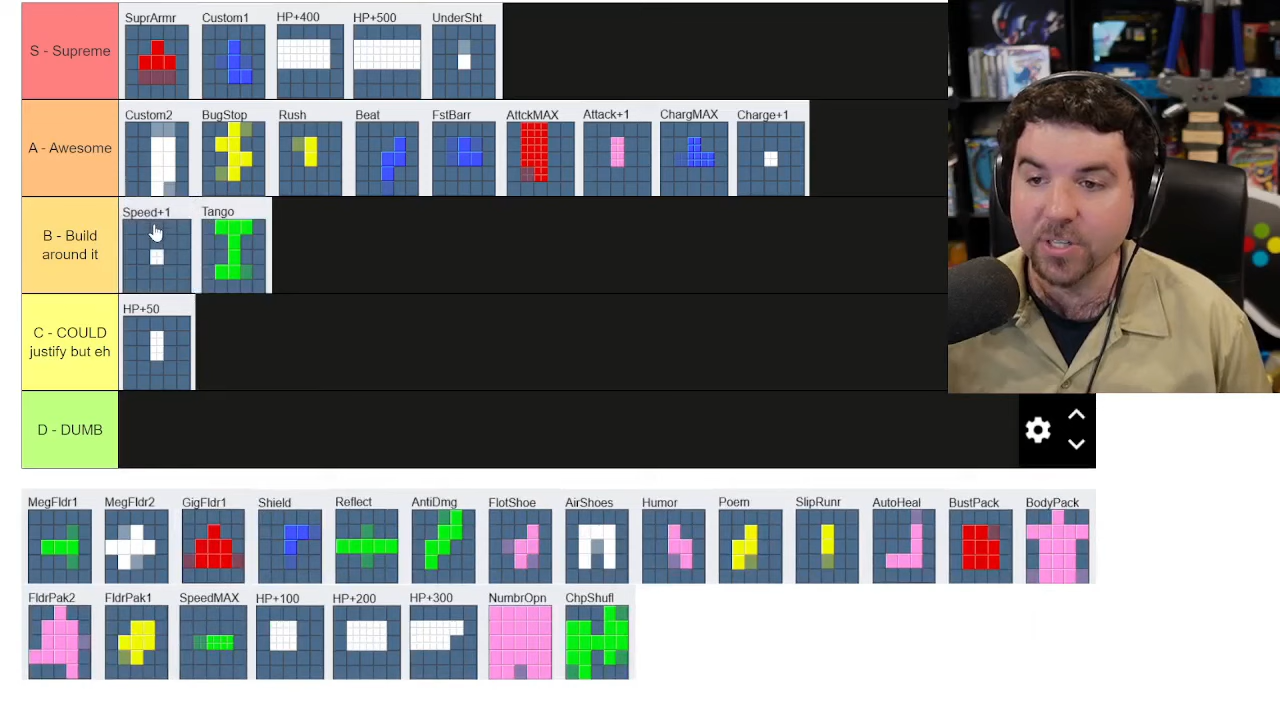 S - Supreme
SuprArmr Custom1 HP+400 HP+500 UnderSht
A - Awesome
Custom2 BugStop Rush Beat FstBarr AttckMAX Attack+1 ChargMAX Charge+1
B - Build
around it
Speed+1 Tango
C - COULD
justify but eh
HP+50
D - DUMB
MegFldr1 MegFldr2 GigFldr1 Shield Reflect AntiDmg FlotShoe AirShoes Humor Poem SlipRunr AutoHeal BustPack BodyPack
FldrPak2 FldrPak1 SpeedMAX HP+100 HP+200 HP+300 NumbrOpn ChpShufl